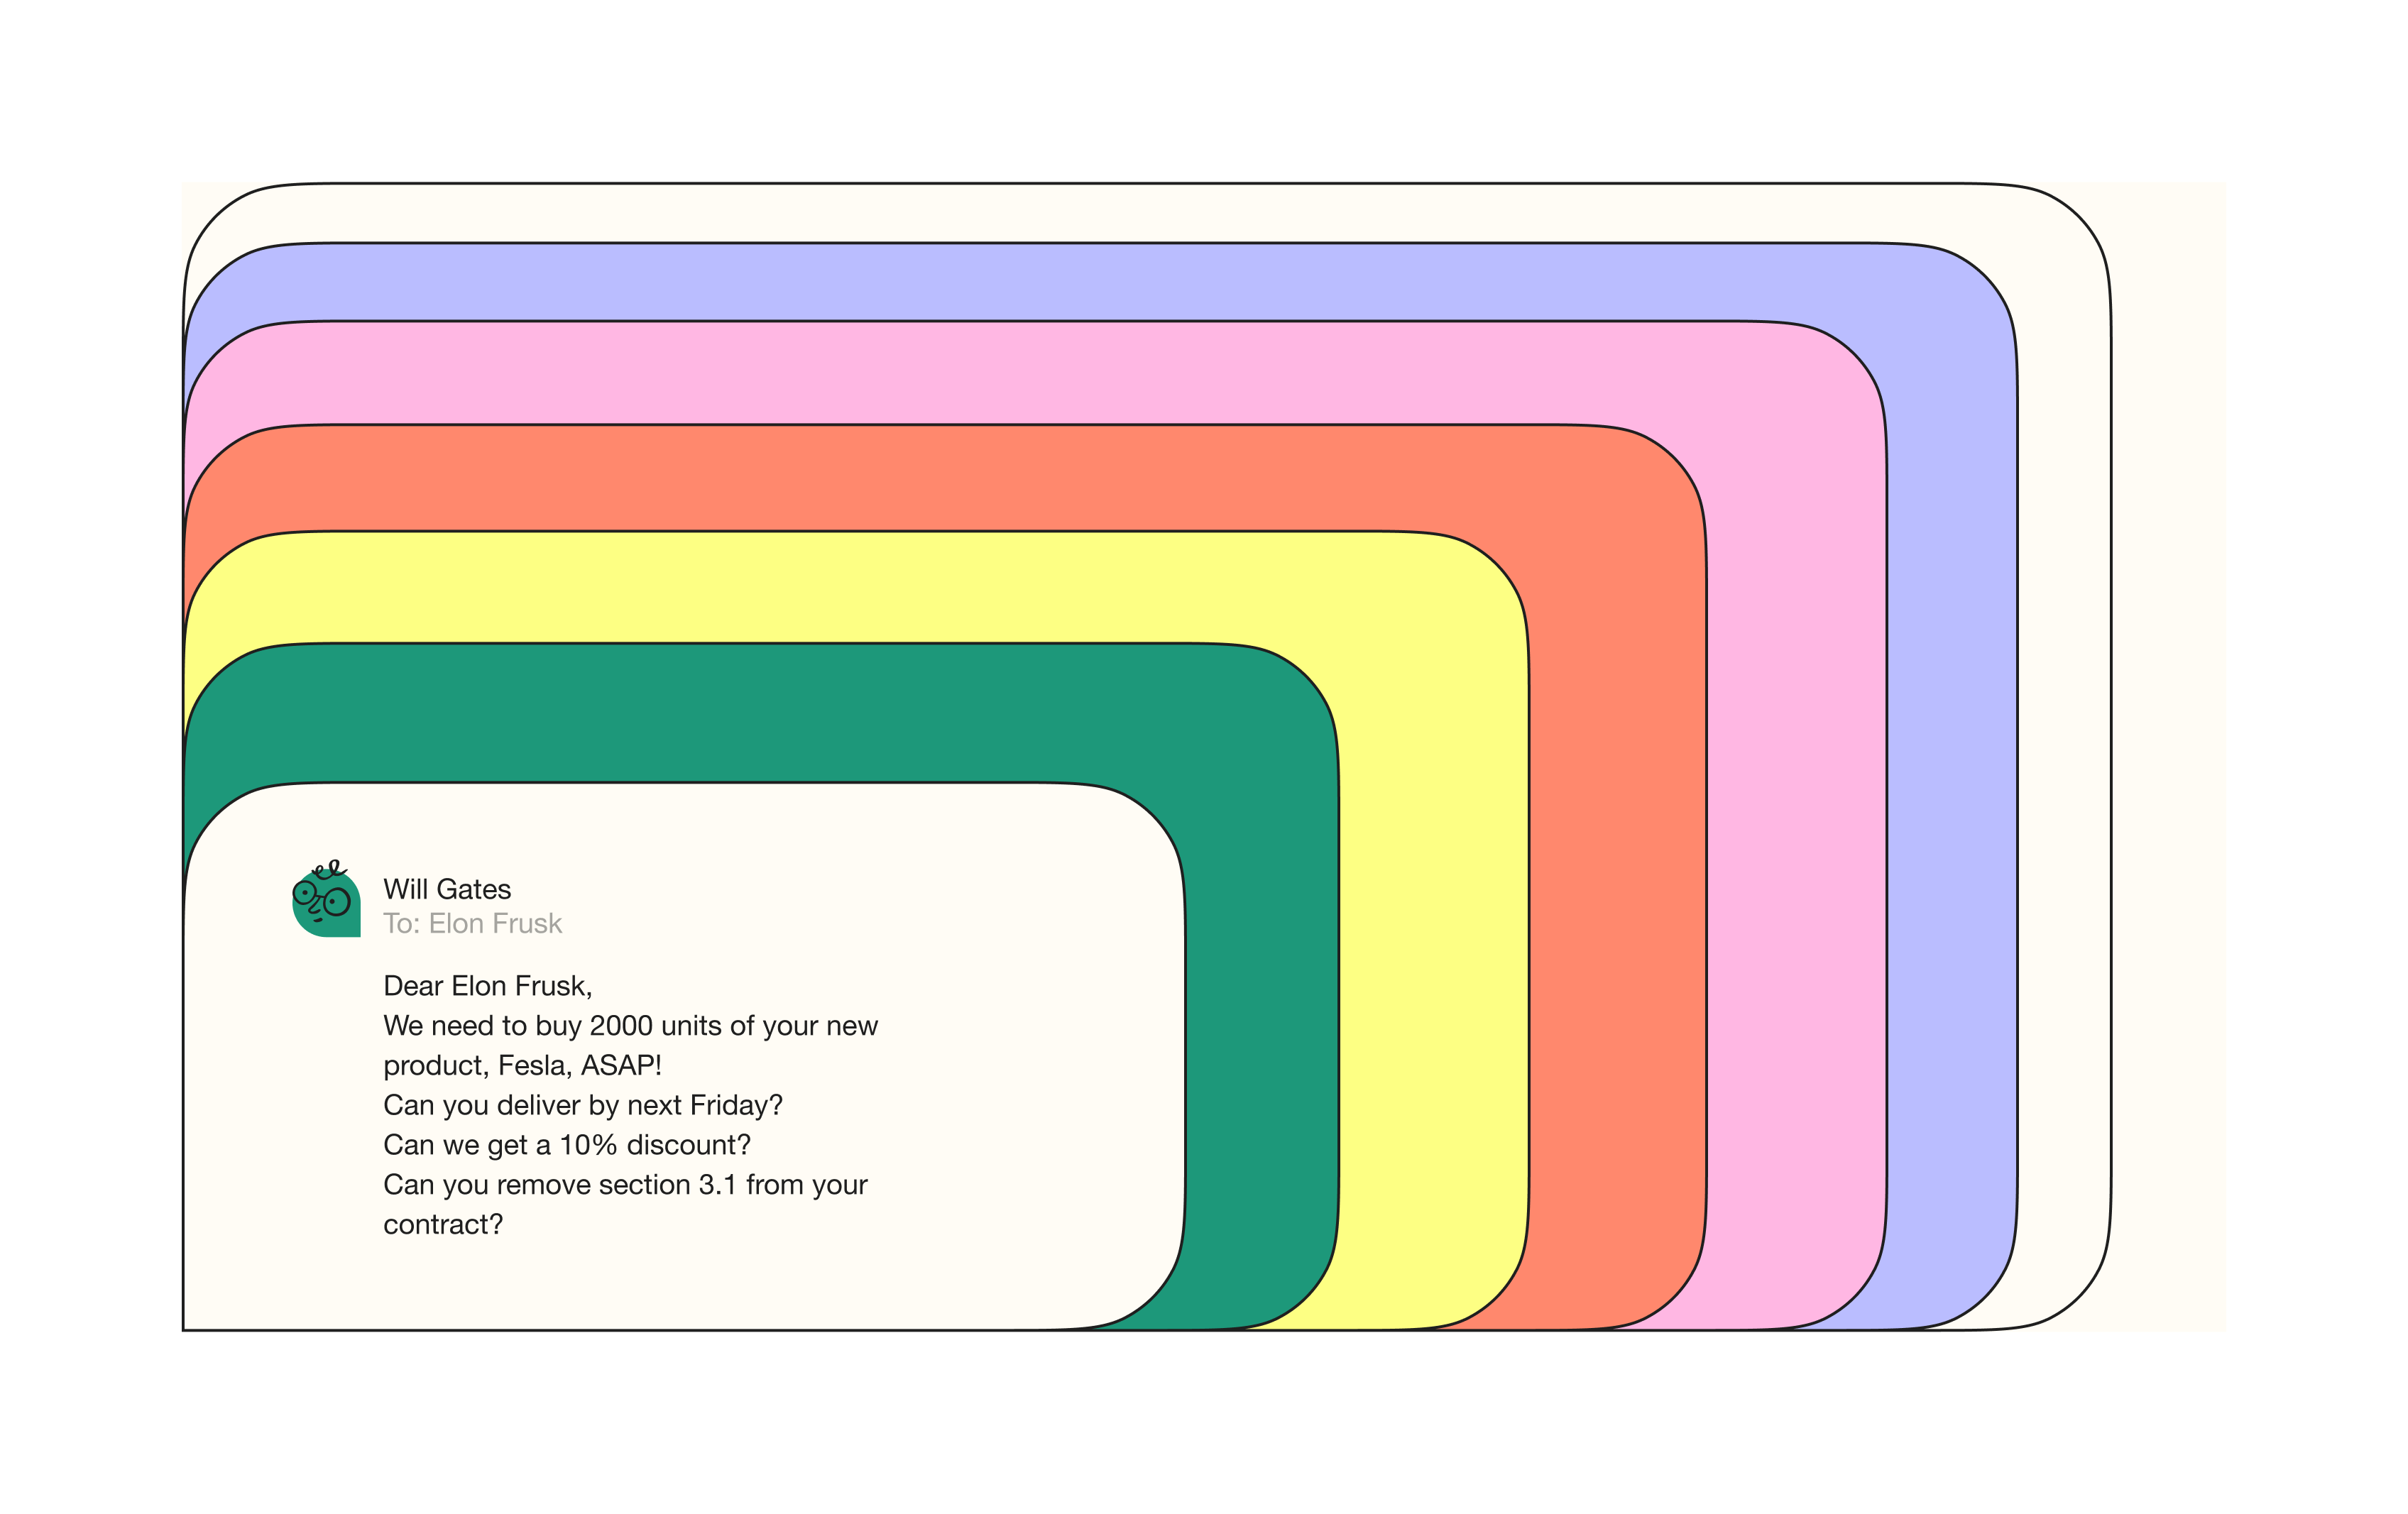 Will Gates
To: Elon Frusk
Dear Elon Frusk,
We need to buy 2000 units of your new
product, Fesla, ASAP!
Can you deliver by next Friday?
Can we get a 10% discount?
Can you remove section 3.1 from your
contract?